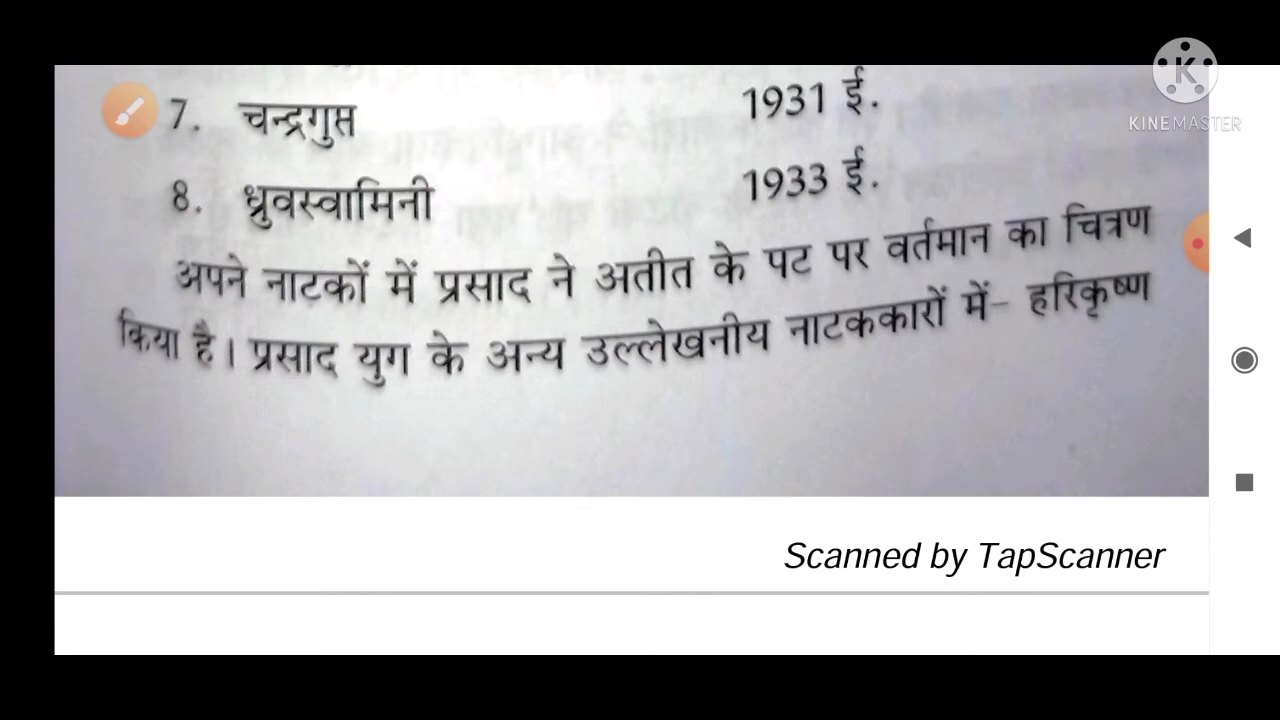 7. चन्द्रगुप्त 1931 ई.
8. ध्रुवस्वामिनी 1933 ई.
अपने नाटकों में प्रसाद ने अतीत के पट पर वर्तमान का चित्रण
किया है। प्रसाद युग के अन्य उल्लेखनीय नाटककारों में- हरिकृष्ण
Scanned by TapScanner
K
KINEMASTER